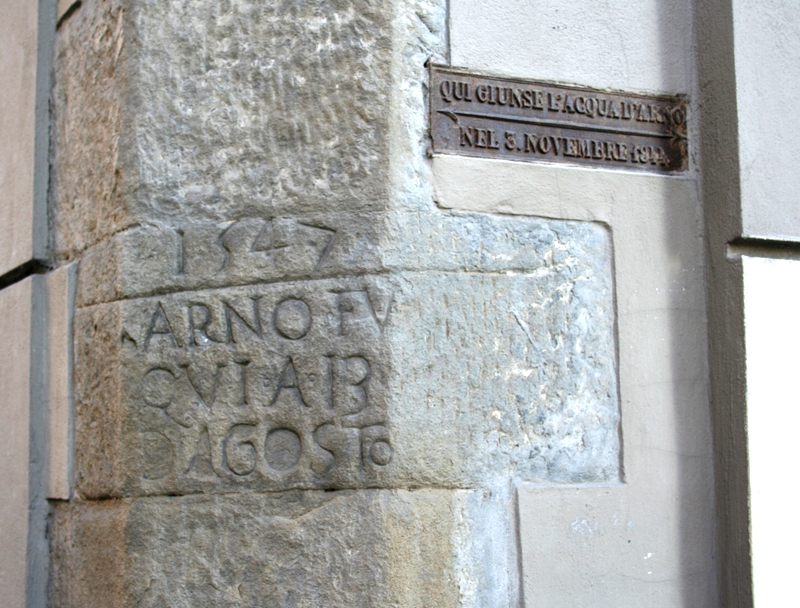 QUI GIUNSE L'ACQUA D'ARNO
NEL 3. NOVEMBRE 1844.
1547
ARNO FV
QVI A 13
D AGOSTO